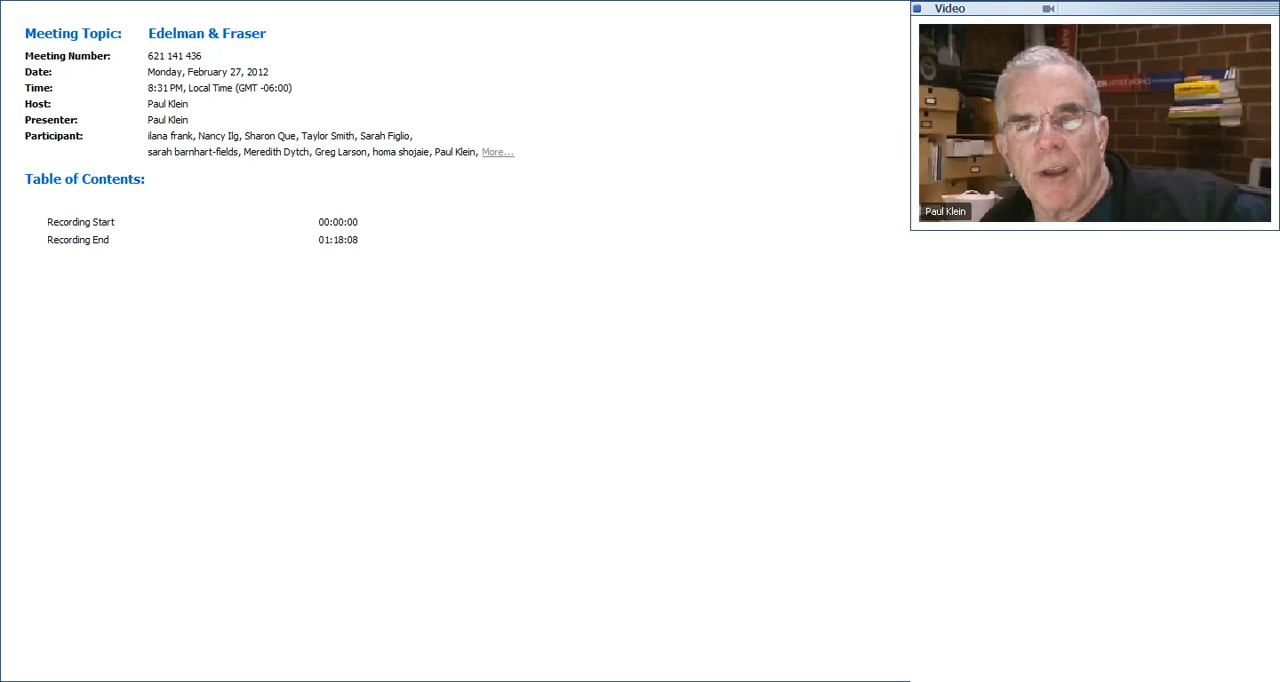 Meeting Topic: Edelman & Fraser
Meeting Number: 621 141 436
Date: Monday, February 27, 2012
Time: 8:31 PM, Local Time (GMT -06:00)
Host: Paul Klein
Presenter: Paul Klein
Participant: ilana frank, Nancy Ilg, Sharon Que, Taylor Smith, Sarah Figlio,
sarah barnhart-fields, Meredith Dytch, Greg Larson, homa shojaie, Paul Klein, More...
Table of Contents:
Recording Start 00:00:00
Recording End 01:18:08
Video
Paul Klein